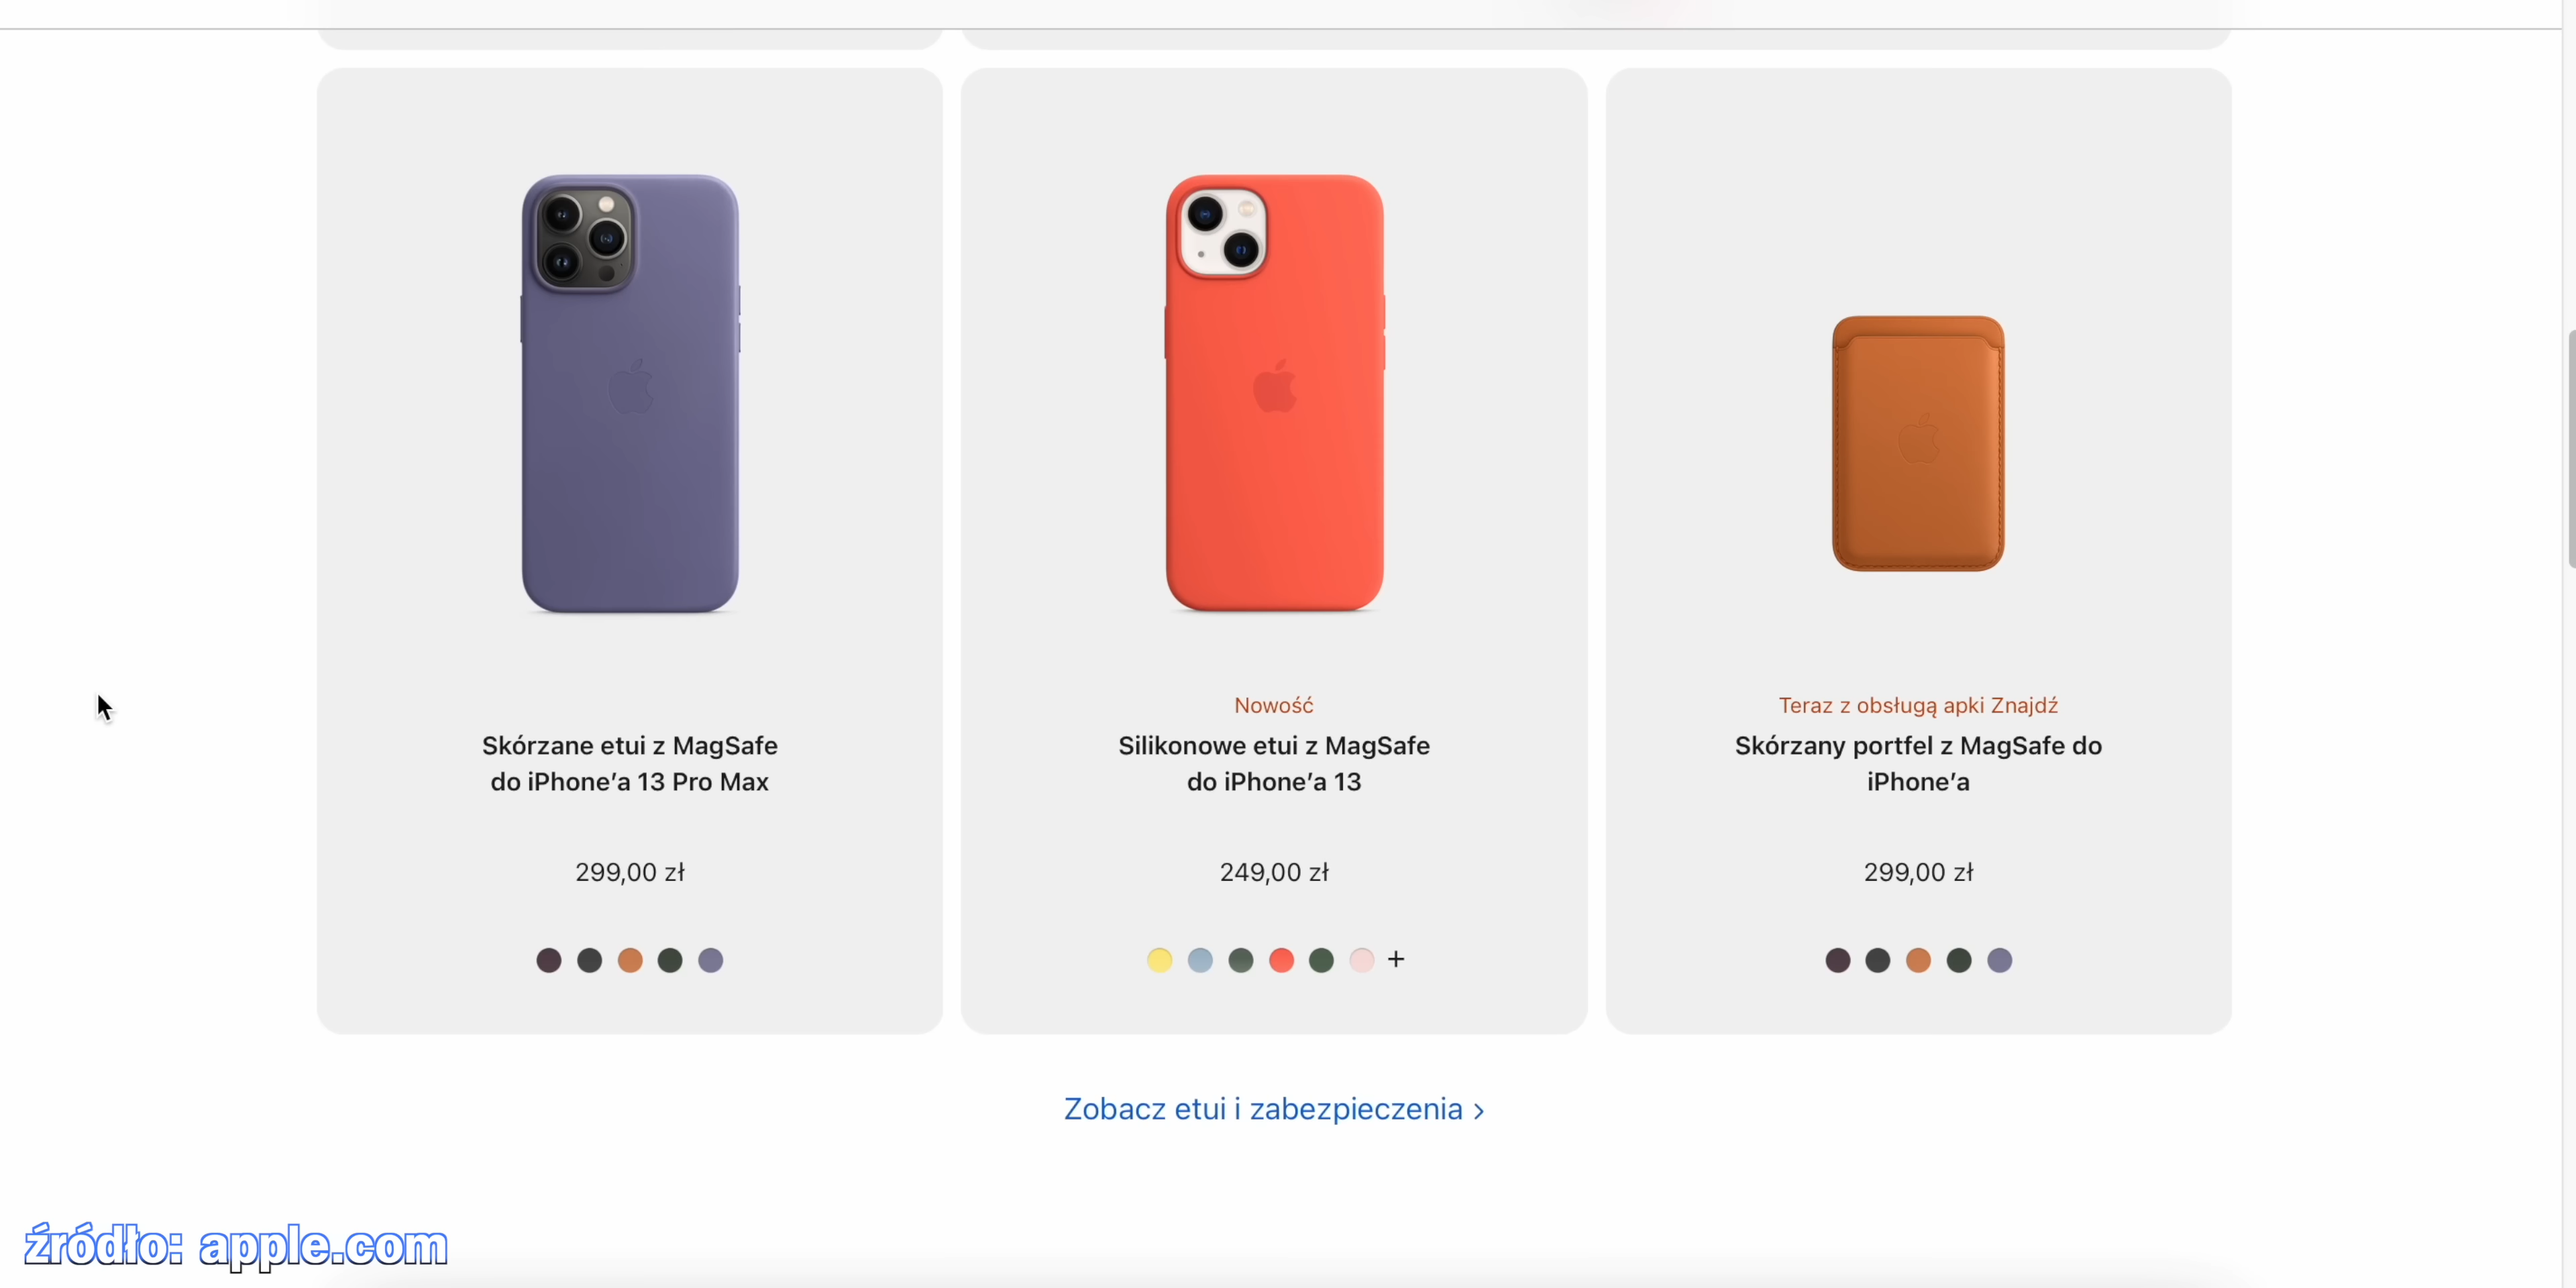 Skórzane etui z MagSafe
do iPhone’a 13 Pro Max
299,00 zł
Nowość
Silikonowe etui z MagSafe
do iPhone’a 13
249,00 zł
+
Teraz z obsługą apki Znajdź
Skórzany portfel z MagSafe do
iPhone’a
299,00 zł
Zobacz etui i zabezpieczenia >
źródło: apple.com